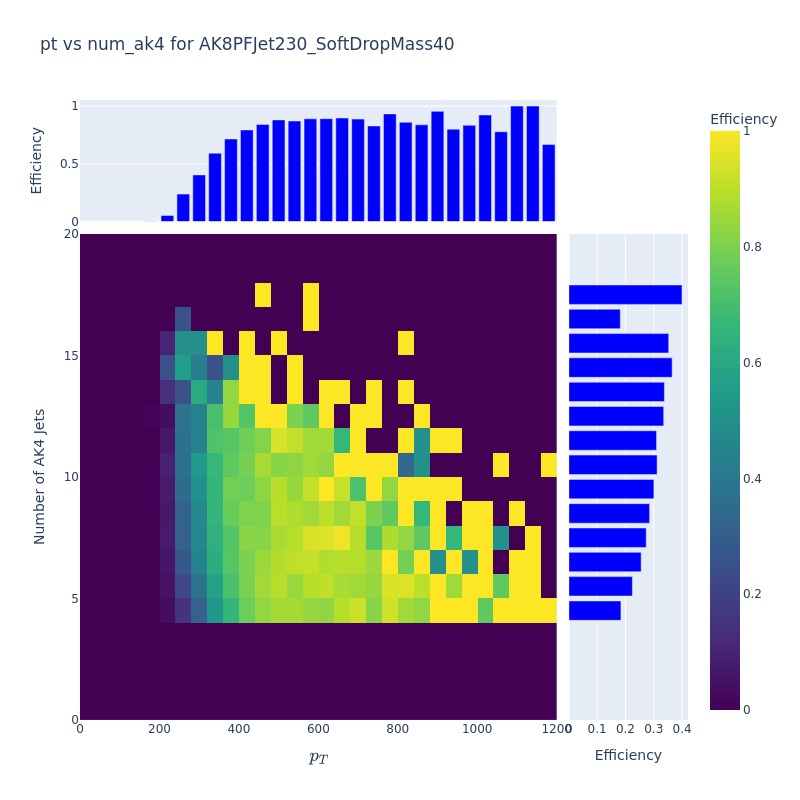 pt vs num_ak4 for AK8PFJet230_SoftDropMass40
Efficiency
1
0.5
0
Efficiency
1
0.8
0.6
0.4
0.2
0
Number of AK4 Jets
20
15
10
5
0
0 200 400 600 800 1000 1200
p_T
0 0.1 0.2 0.3 0.4
Efficiency